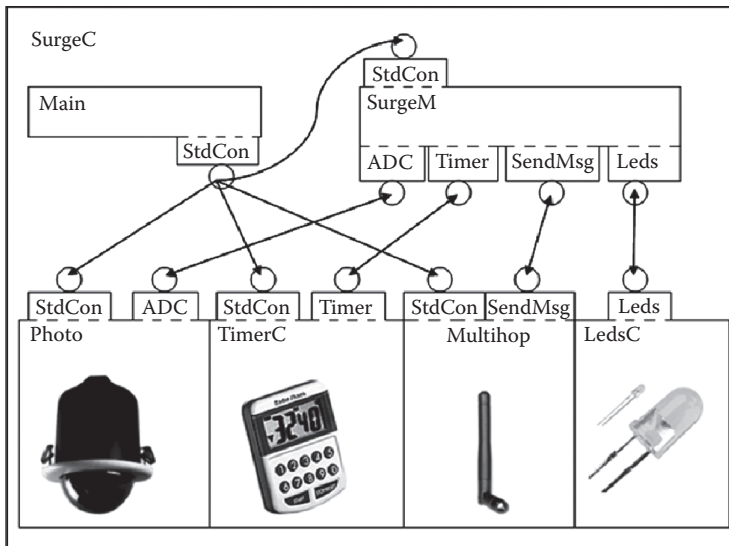 SurgeC
StdCon
Main
SurgeM
StdCon
ADC Timer SendMsg Leds
StdCon ADC StdCon Timer StdCon SendMsg Leds
Photo TimerC Multihop LedsC
3240